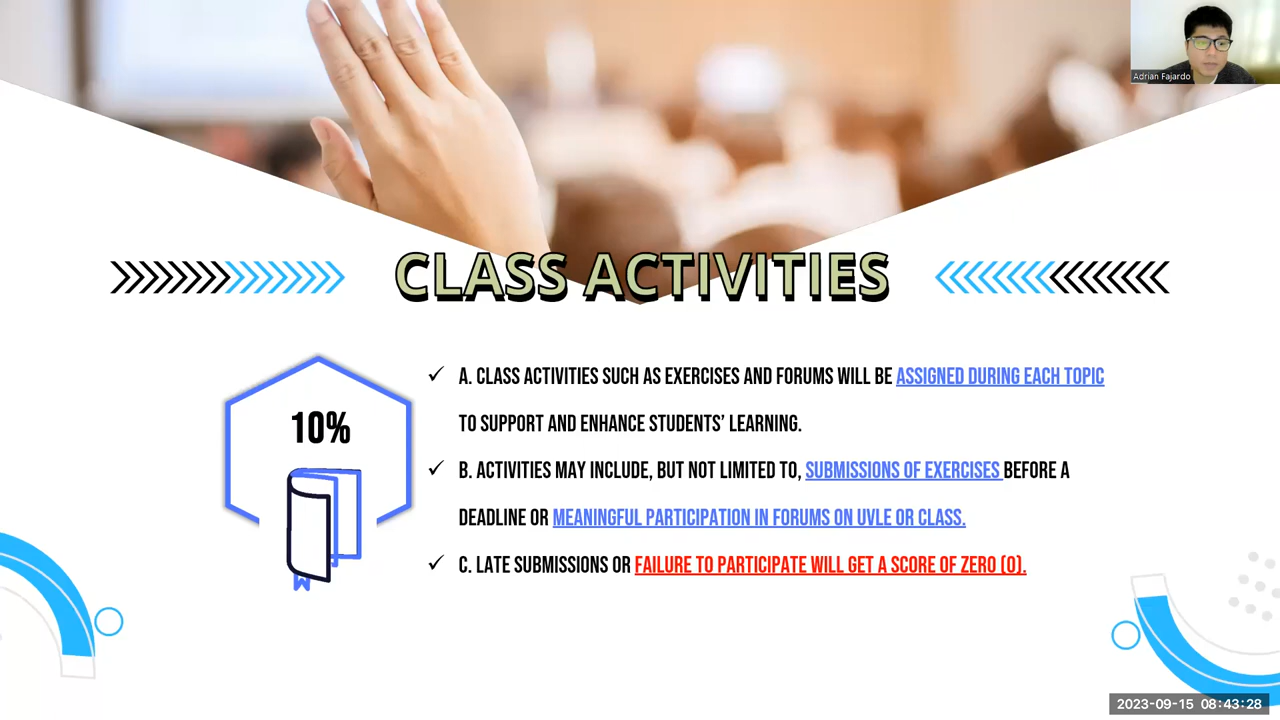 Adrian Fajardo
CLASS ACTIVITIES
10%
✓ A. CLASS ACTIVITIES SUCH AS EXERCISES AND FORUMS WILL BE ASSIGNED DURING EACH TOPIC
TO SUPPORT AND ENHANCE STUDENTS’ LEARNING.
✓ B. ACTIVITIES MAY INCLUDE, BUT NOT LIMITED TO, SUBMISSIONS OF EXERCISES BEFORE A
DEADLINE OR MEANINGFUL PARTICIPATION IN FORUMS ON UVLE OR CLASS.
✓ C. LATE SUBMISSIONS OR FAILURE TO PARTICIPATE WILL GET A SCORE OF ZERO (0).
2023-09-15 08:43:28